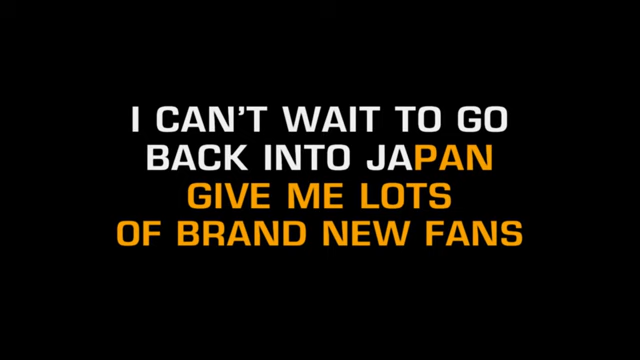 I CAN'T WAIT TO GO
BACK INTO JAPAN
GIVE ME LOTS
OF BRAND NEW FANS